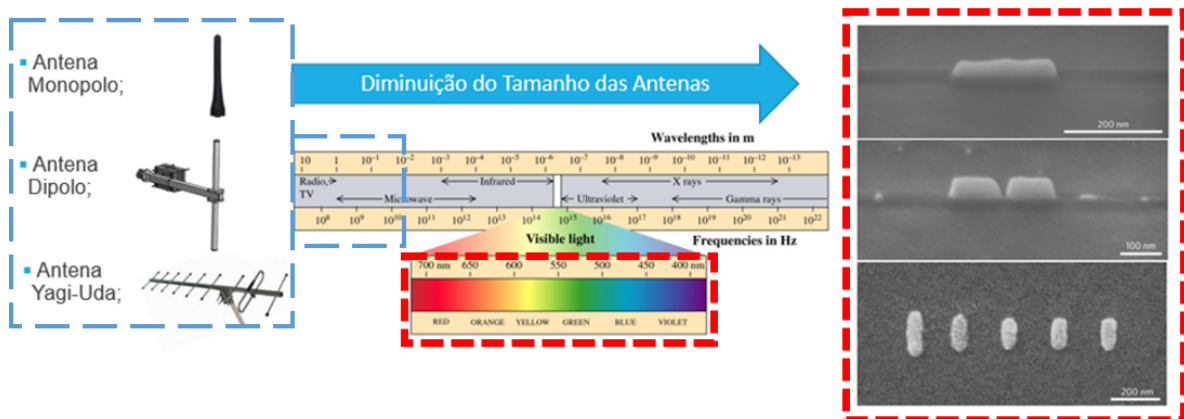 Antena
Monopolo;
Antena
Dipolo;
Antena
Yagi-Uda;
Diminuição do Tamanho das Antenas
Wavelengths in m
10 1 10⁻¹ 10⁻² 10⁻³ 10⁻⁴ 10⁻⁵ 10⁻⁶ 10⁻⁷ 10⁻⁸ 10⁻⁹ 10⁻¹⁰ 10⁻¹¹ 10⁻¹² 10⁻¹³
Radio, Infrared X rays
TV Microwave Ultraviolet Gamma rays
10⁸ 10⁹ 10¹⁰ 10¹¹ 10¹² 10¹³ 10¹⁴ 10¹⁵ 10¹⁶ 10¹⁷ 10¹⁸ 10¹⁹ 10²⁰ 10²¹ 10²²
Visible light Frequencies in Hz
700 nm 650 600 550 500 450 400 nm
RED ORANGE YELLOW GREEN BLUE VIOLET
200 nm
100 nm
200 nm